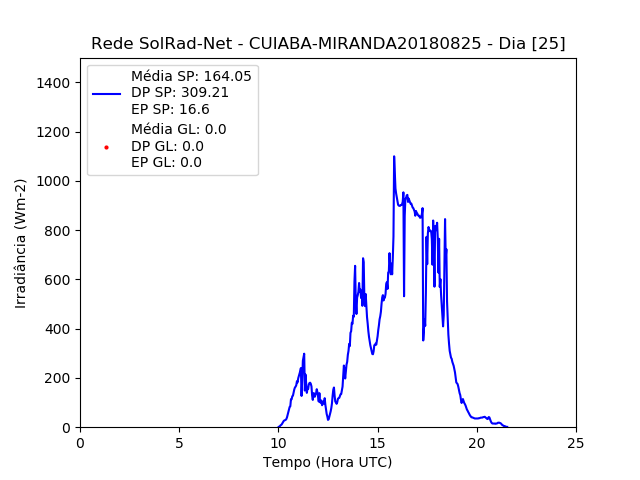 Rede SolRad-Net - CUIABA-MIRANDA20180825 - Dia [25]
Média SP: 164.05
DP SP: 309.21
EP SP: 16.6
Média GL: 0.0
DP GL: 0.0
EP GL: 0.0
1400
1200
1000
800
600
400
200
0
Irradiância (Wm-2)
0 5 10 15 20 25
Tempo (Hora UTC)